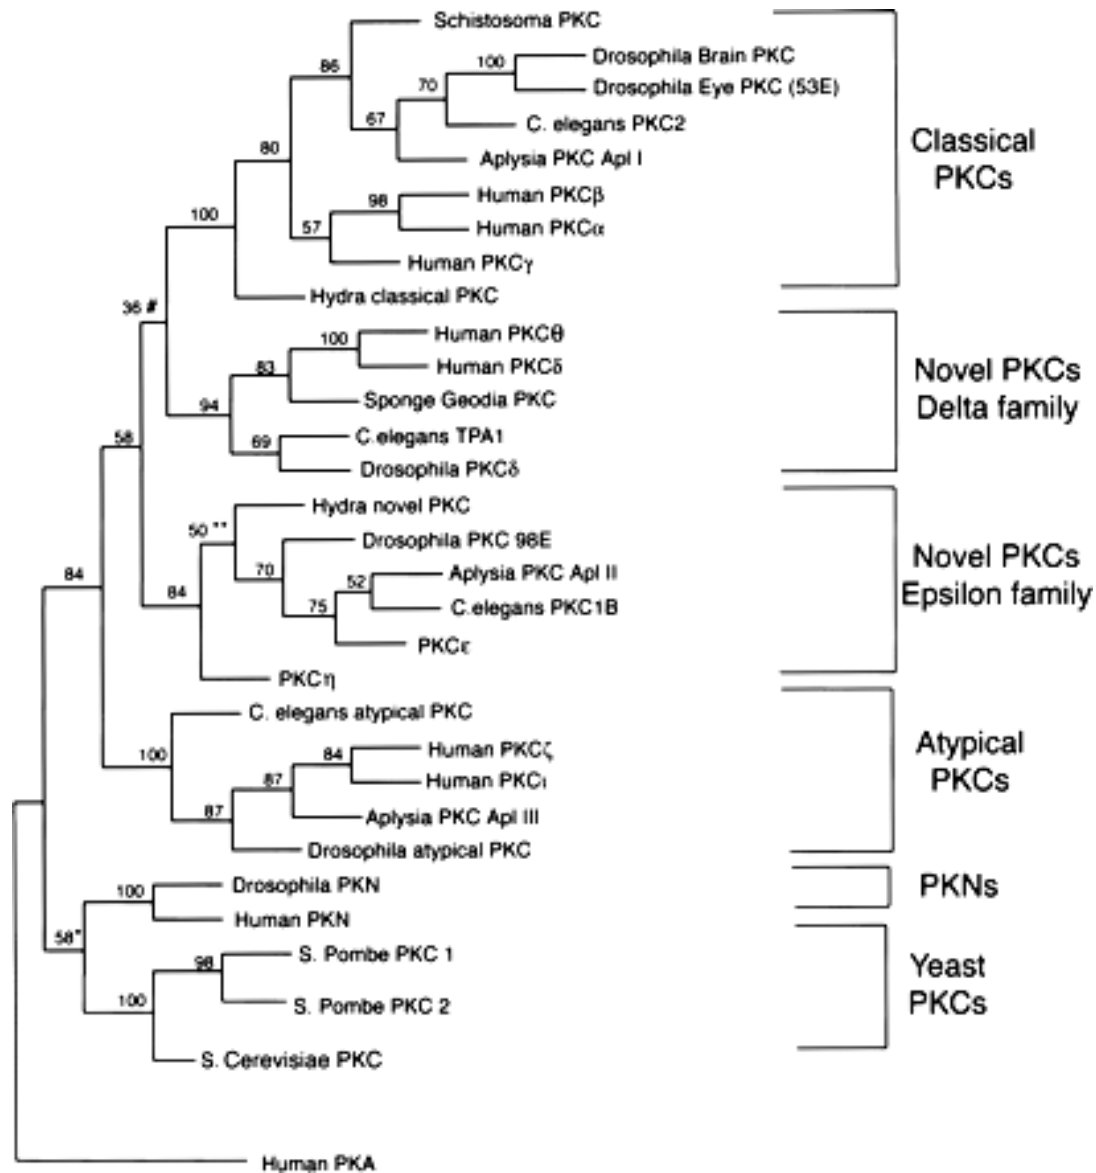 Schistosoma PKC
86
100
Drosophila Brain PKC
70
Drosophila Eye PKC (53E)
67
C. elegans PKC2
80
Aplysia PKC Apl I
Classical
PKCs
98
Human PKCβ
100
57
Human PKCα
Human PKCγ
Hydra classical PKC
36 #
100
Human PKCθ
83
Human PKCδ
94
Sponge Geodia PKC
69
C.elegans TPA1
Drosophila PKCδ
Novel PKCs
Delta family
58
Hydra novel PKC
50 **
Drosophila PKC 98E
70
52
Aplysia PKC Apl II
84
75
C.elegans PKC1B
PKCε
PKCη
Novel PKCs
Epsilon family
84
C. elegans atypical PKC
100
84
Human PKCζ
87
Human PKCι
87
Aplysia PKC Apl III
Drosophila atypical PKC
Atypical
PKCs
100
Drosophila PKN
Human PKN
PKNs
58*
98
S. Pombe PKC 1
100
S. Pombe PKC 2
S. Cerevisiae PKC
Yeast
PKCs
Human PKA